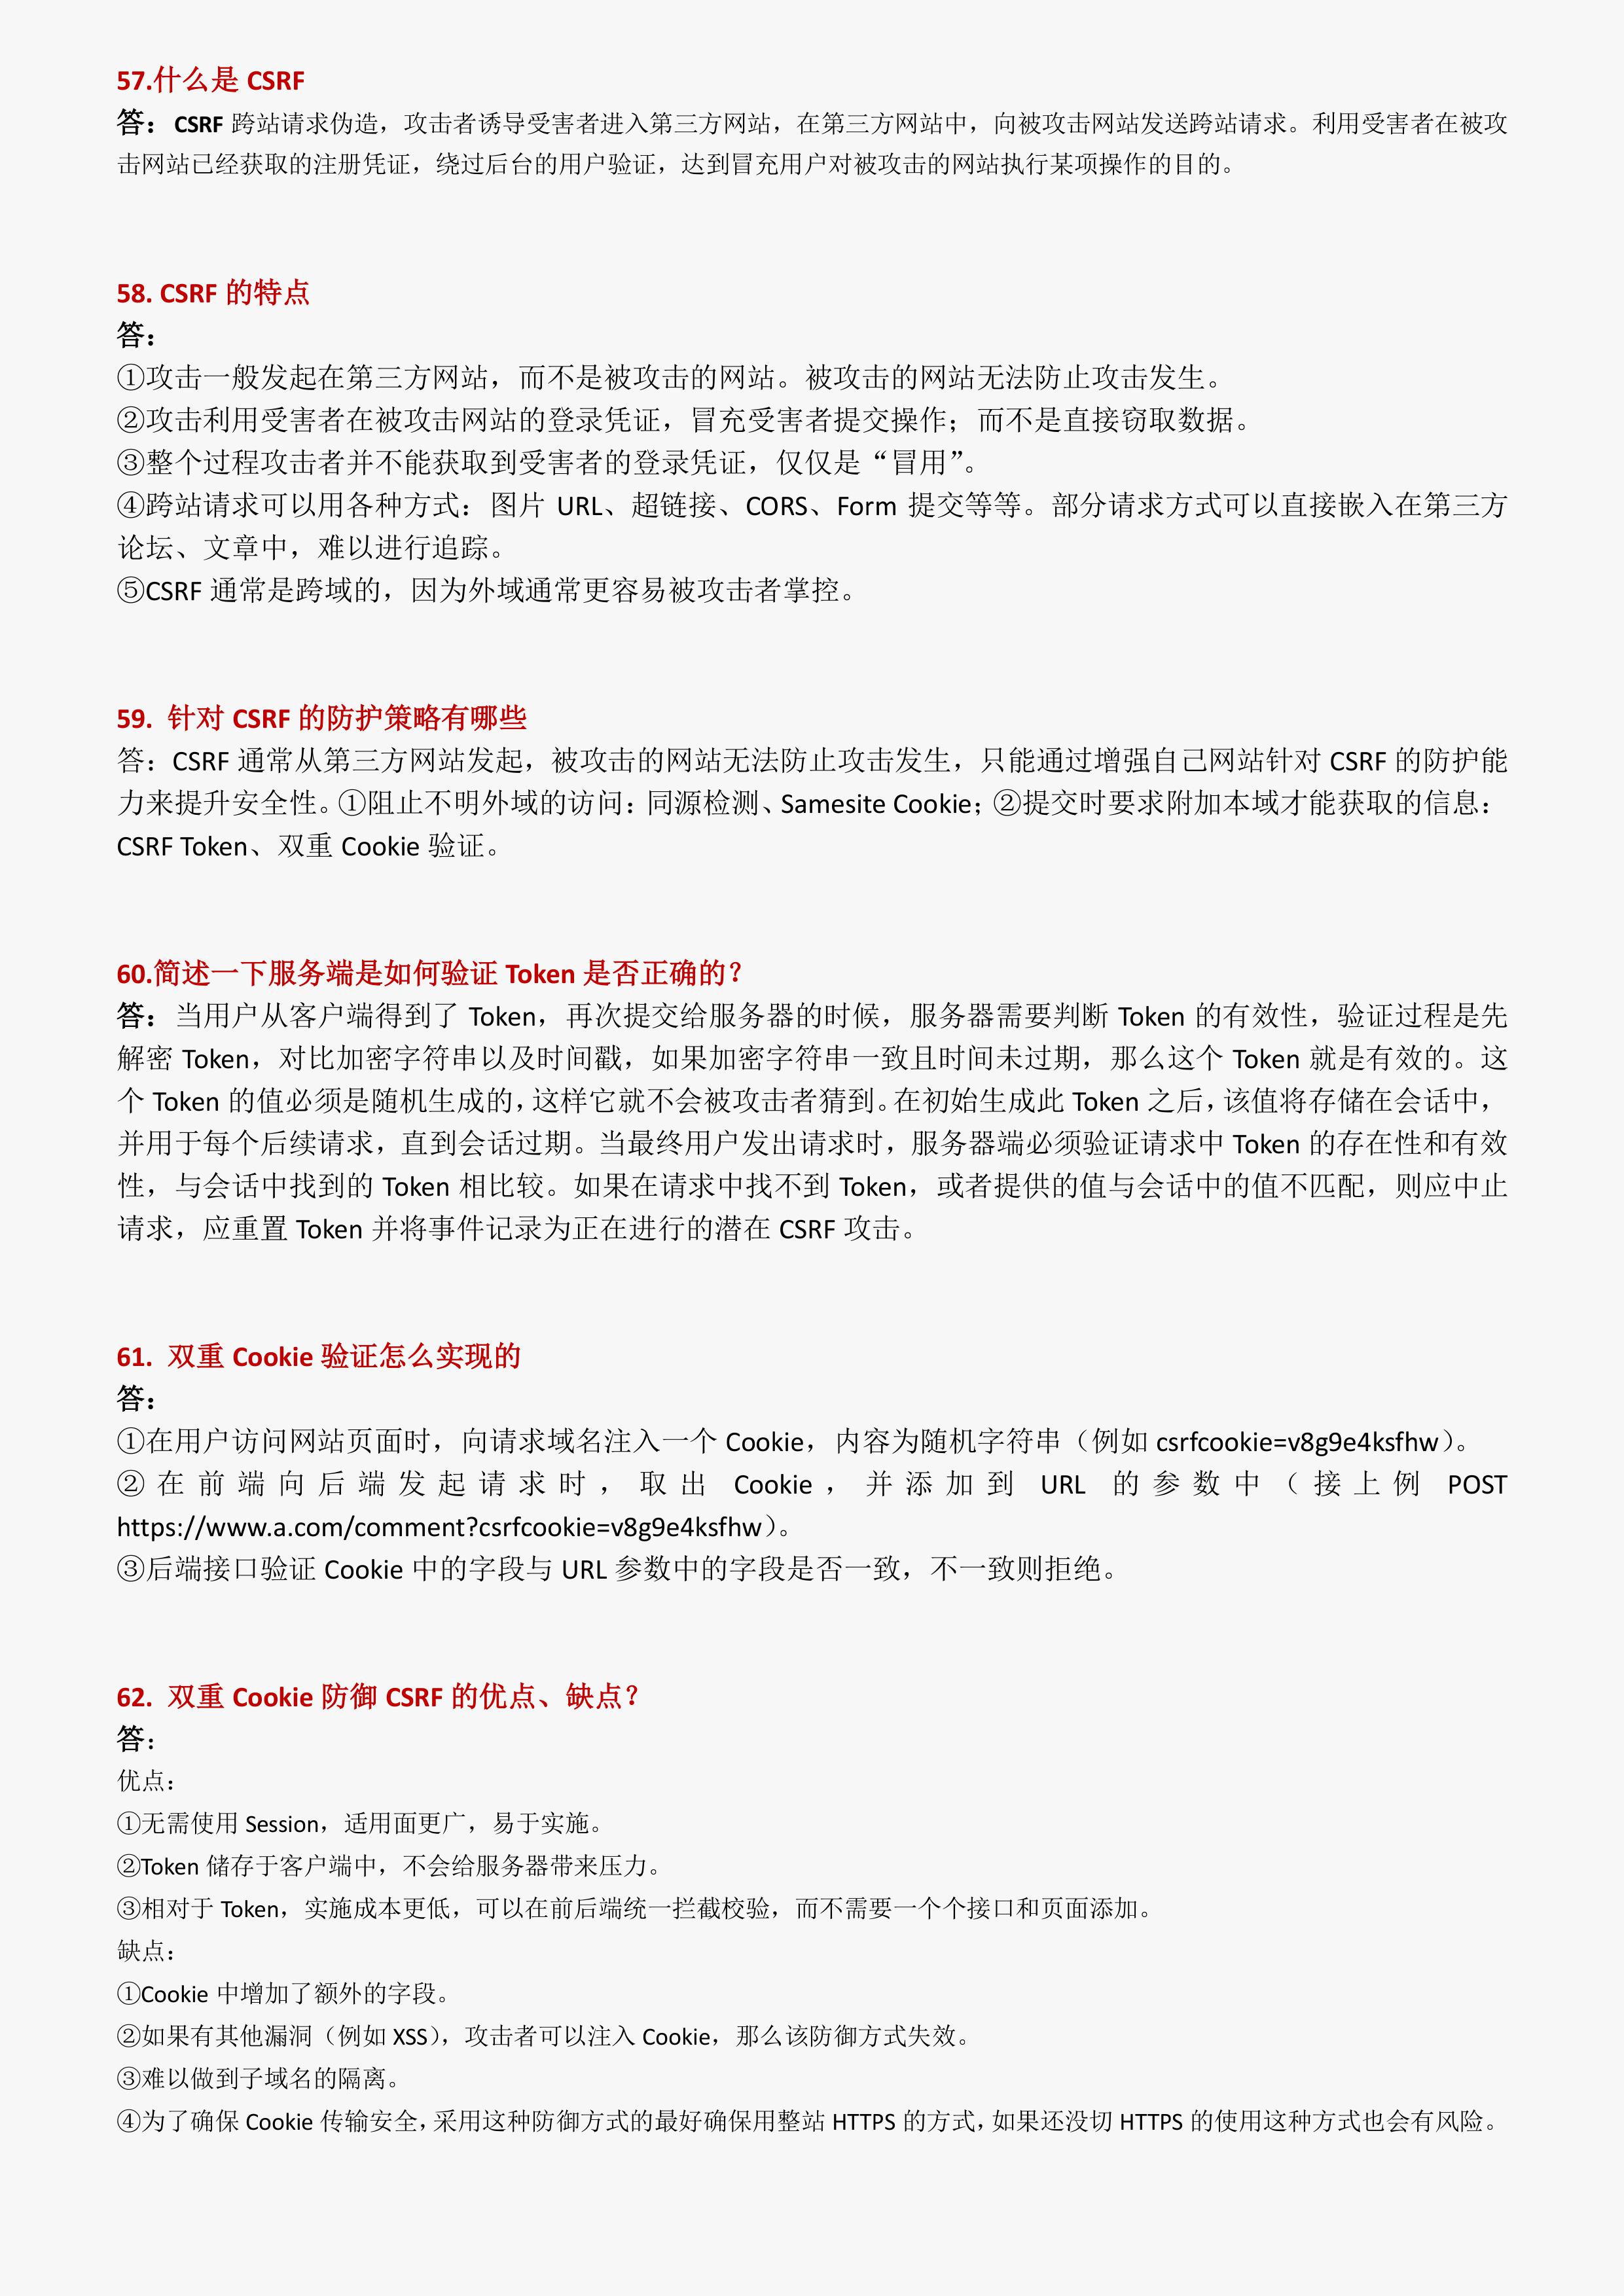 57.什么是 CSRF
答：CSRF 跨站请求伪造，攻击者诱导受害者进入第三方网站，在第三方网站中，向被攻击网站发送跨站请求。利用受害者在被攻
击网站已经获取的注册凭证，绕过后台的用户验证，达到冒充用户对被攻击的网站执行某项操作的目的。
58. CSRF 的特点
答：
①攻击一般发起在第三方网站，而不是被攻击的网站。被攻击的网站无法防止攻击发生。
②攻击利用受害者在被攻击网站的登录凭证，冒充受害者提交操作；而不是直接窃取数据。
③整个过程攻击者并不能获取到受害者的登录凭证，仅仅是“冒用”。
④跨站请求可以用各种方式：图片 URL、超链接、CORS、Form 提交等等。部分请求方式可以直接嵌入在第三方
论坛、文章中，难以进行追踪。
⑤CSRF 通常是跨域的，因为外域通常更容易被攻击者掌控。
59. 针对 CSRF 的防护策略有哪些
答：CSRF 通常从第三方网站发起，被攻击的网站无法防止攻击发生，只能通过增强自己网站针对 CSRF 的防护能
力来提升安全性。①阻止不明外域的访问：同源检测、Samesite Cookie；②提交时要求附加本域才能获取的信息：
CSRF Token、双重 Cookie 验证。
60.简述一下服务端是如何验证 Token 是否正确的？
答：当用户从客户端得到了 Token，再次提交给服务器的时候，服务器需要判断 Token 的有效性，验证过程是先
解密 Token，对比加密字符串以及时间戳，如果加密字符串一致且时间未过期，那么这个 Token 就是有效的。这
个 Token 的值必须是随机生成的，这样它就不会被攻击者猜到。在初始生成此 Token 之后，该值将存储在会话中，
并用于每个后续请求，直到会话过期。当最终用户发出请求时，服务器端必须验证请求中 Token 的存在性和有效
性，与会话中找到的 Token 相比较。如果在请求中找不到 Token，或者提供的值与会话中的值不匹配，则应中止
请求，应重置 Token 并将事件记录为正在进行的潜在 CSRF 攻击。
61. 双重 Cookie 验证怎么实现的
答：
①在用户访问网站页面时，向请求域名注入一个 Cookie，内容为随机字符串（例如 csrfcookie=v8g9e4ksfhw）。
②在前端向后端发起请求时，取出 Cookie，并添加到 URL 的参数中（接上例 POST
https://www.a.com/comment?csrfcookie=v8g9e4ksfhw）。
③后端接口验证 Cookie 中的字段与 URL 参数中的字段是否一致，不一致则拒绝。
62. 双重 Cookie 防御 CSRF 的优点、缺点？
答：
优点：
①无需使用 Session，适用面更广，易于实施。
②Token 储存于客户端中，不会给服务器带来压力。
③相对于 Token，实施成本更低，可以在前后端统一拦截校验，而不需要一个个接口和页面添加。
缺点：
①Cookie 中增加了额外的字段。
②如果有其他漏洞（例如 XSS），攻击者可以注入 Cookie，那么该防御方式失效。
③难以做到子域名的隔离。
④为了确保 Cookie 传输安全，采用这种防御方式的最好确保用整站 HTTPS 的方式，如果还没切 HTTPS 的使用这种方式也会有风险。